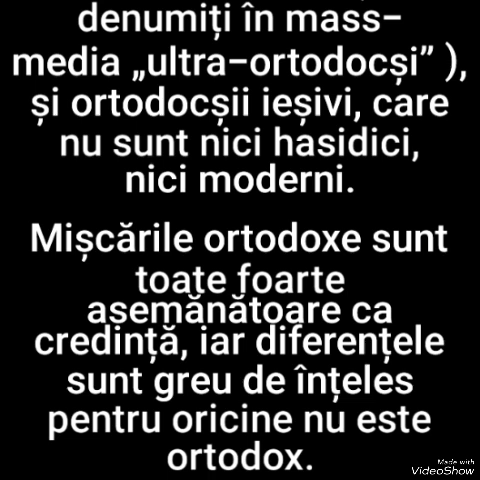 denumiți în mass-
media „ultra-ortodocși” ),
și ortodocșii ieșivi, care
nu sunt nici hasidici,
nici moderni.
Mișcările ortodoxe sunt
toate foarte
asemănătoare ca
credință, iar diferențele
sunt greu de înțeles
pentru oricine nu este
ortodox.
Made with
VideoShow